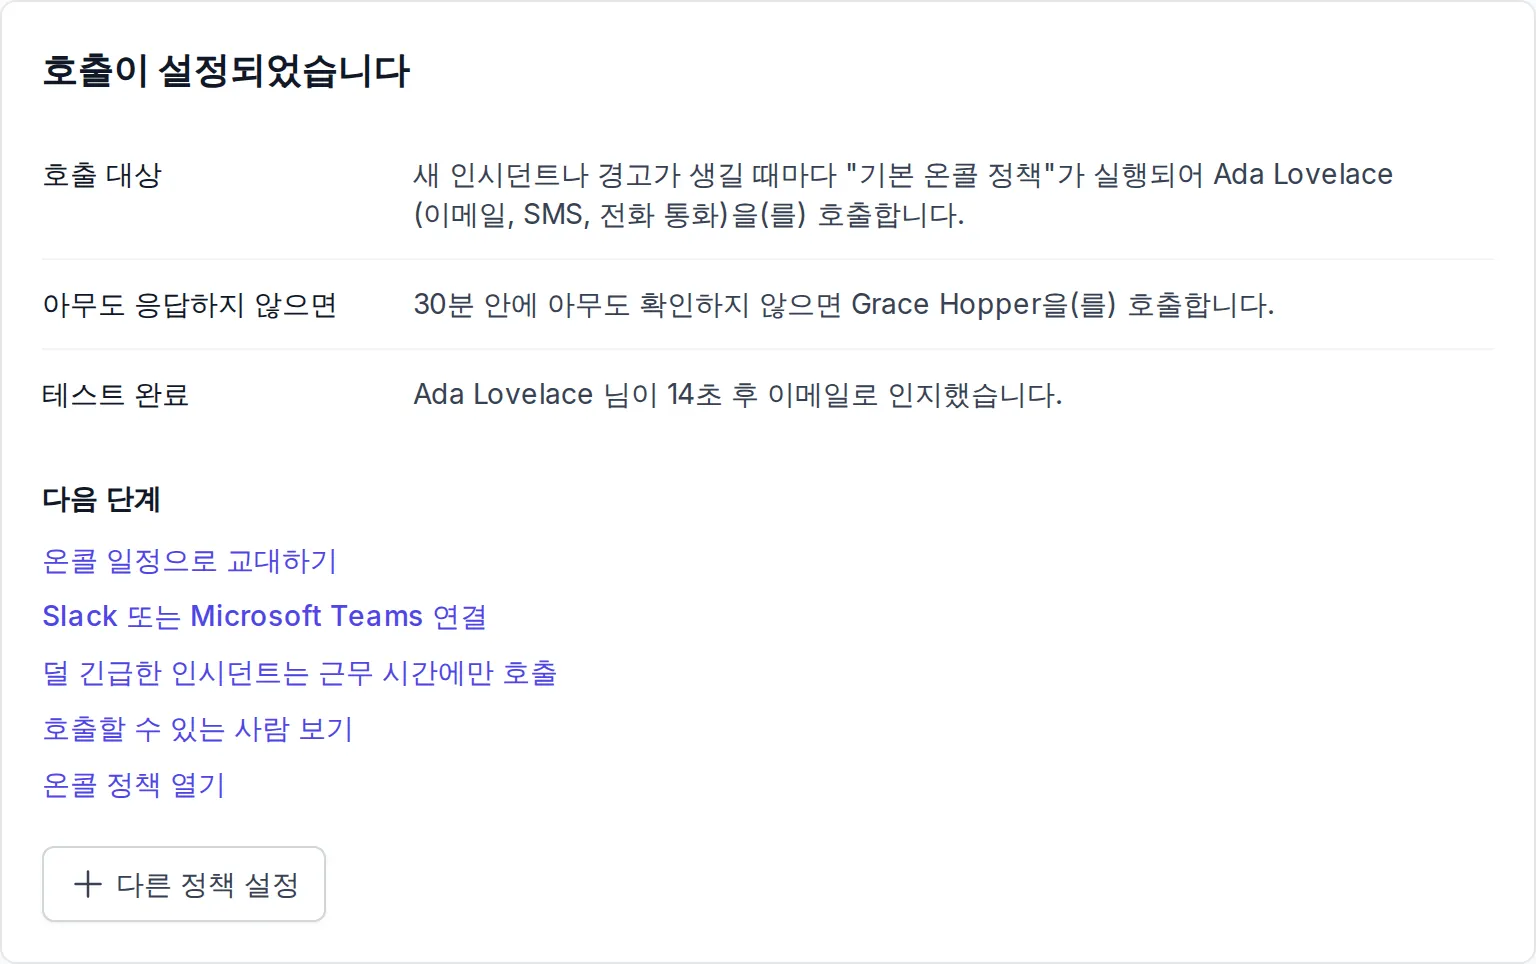 호출이 설정되었습니다
호출 대상
새 인시던트나 경고가 생길 때마다 "기본 온콜 정책"가 실행되어 Ada Lovelace
(이메일, SMS, 전화 통화)을(를) 호출합니다.
아무도 응답하지 않으면
30분 안에 아무도 확인하지 않으면 Grace Hopper을(를) 호출합니다.
테스트 완료
Ada Lovelace 님이 14초 후 이메일로 인지했습니다.
다음 단계
온콜 일정으로 교대하기
Slack 또는 Microsoft Teams 연결
덜 긴급한 인시던트는 근무 시간에만 호출
호출할 수 있는 사람 보기
온콜 정책 열기
다른 정책 설정